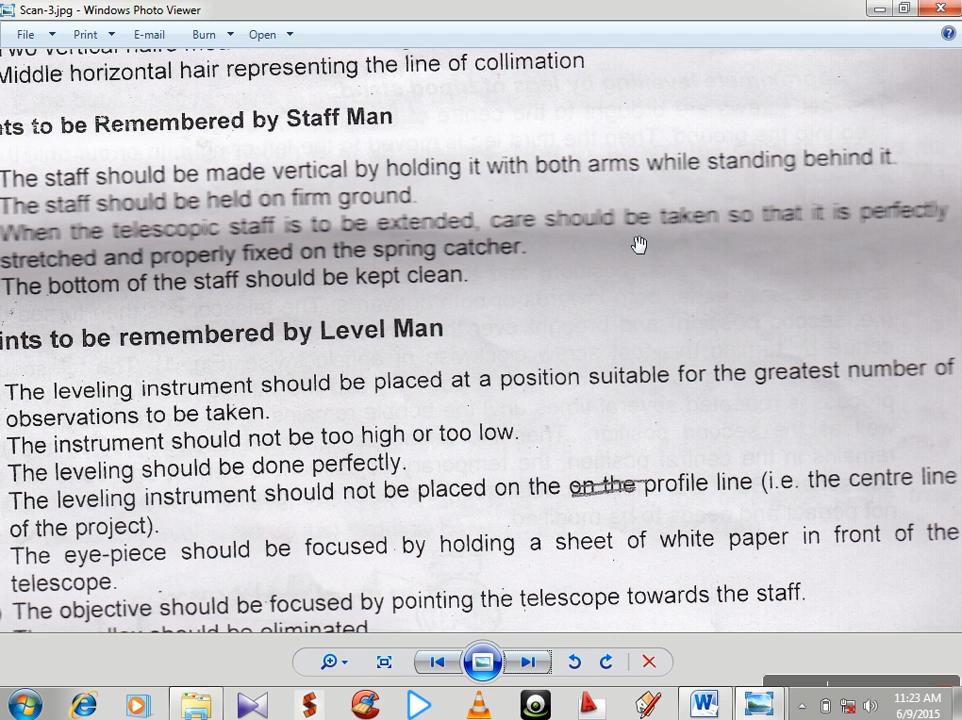 Scan-3.jpg - Windows Photo Viewer
File Print E-mail Burn Open
Middle horizontal hair representing the line of collimation
nts to be Remembered by Staff Man
The staff should be made vertical by holding it with both arms while standing behind it.
The staff should be held on firm ground.
When the telescopic staff is to be extended, care should be taken so that it is perfectly
stretched and properly fixed on the spring catcher.
The bottom of the staff should be kept clean.
ints to be remembered by Level Man
The leveling instrument should be placed at a position suitable for the greatest number of
observations to be taken.
The instrument should not be too high or too low.
The leveling should be done perfectly.
The leveling instrument should not be placed on the on the profile line (i.e. the centre line
of the project).
The eye-piece should be focused by holding a sheet of white paper in front of the
telescope.
The objective should be focused by pointing the telescope towards the staff.
should be eliminated
11:23 AM
6/9/2015